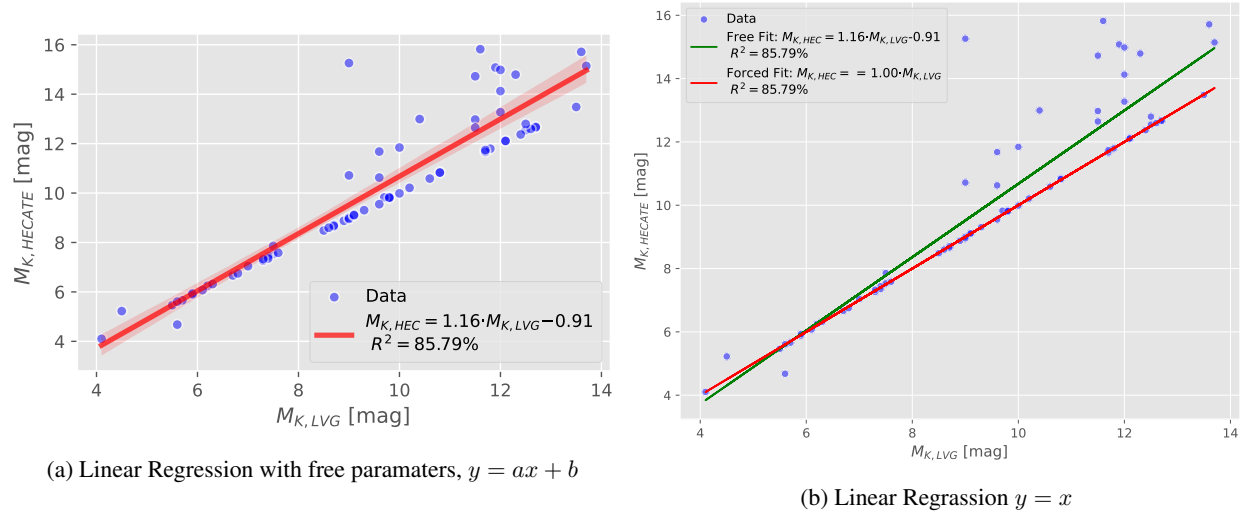 16
14
12
10
8
6
4
M_{K,HECATE} [mag]
Data
M_{K,HEC} = 1.16·M_{K,LVG}−0.91
R² = 85.79%
4 6 8 10 12 14
M_{K,LVG} [mag]
(a) Linear Regression with free paramaters, y = ax + b
16
14
12
10
8
6
4
M_{K,HECATE} [mag]
Data
Free Fit: M_{K,HEC}=1.16·M_{K,LVG}-0.91
R² = 85.79%
Forced Fit: M_{K,HEC}= = 1.00·M_{K,LVG}
R² = 85.79%
4 6 8 10 12 14
M_{K,LVG} [mag]
(b) Linear Regrassion y = x